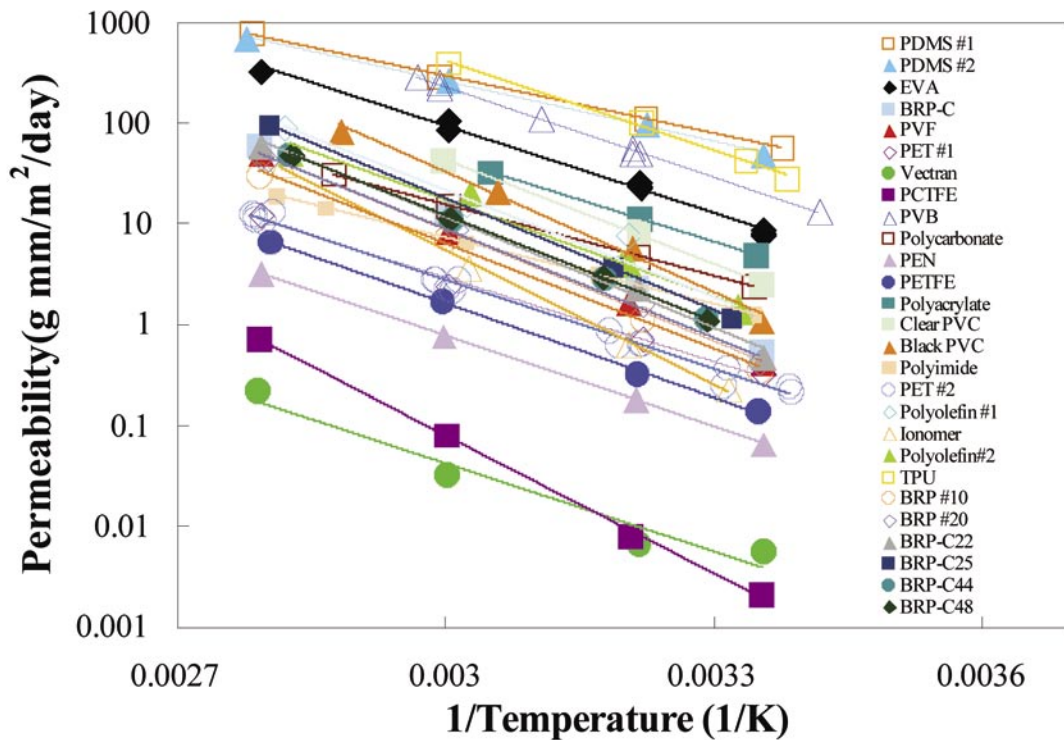 1000
100
10
1
0.1
0.01
0.001
Permeability(g mm/m²/day)
0.0027
0.003
0.0033
0.0036
1/Temperature (1/K)
PDMS #1
PDMS #2
EVA
BRP-C
PVF
PET #1
Vectran
PCTFE
PVB
Polycarbonate
PEN
PETFE
Polyacrylate
Clear PVC
Black PVC
Polyimide
PET #2
Polyolefin #1
Ionomer
Polyolefin#2
TPU
BRP #10
BRP #20
BRP-C22
BRP-C25
BRP-C44
BRP-C48